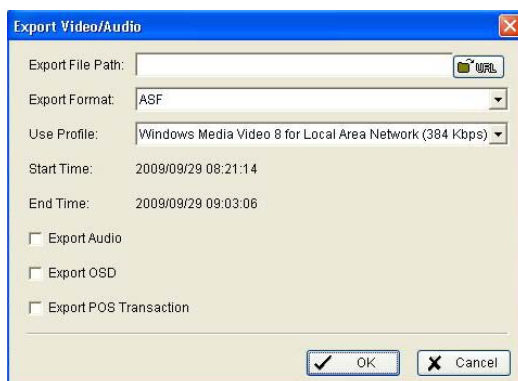 Export Video/Audio
Export File Path: URL
Export Format: ASF
Use Profile: Windows Media Video 8 for Local Area Network (384 Kbps)
Start Time: 2009/09/29 08:21:14
End Time: 2009/09/29 09:03:06
Export Audio
Export OSD
Export POS Transaction
OK Cancel